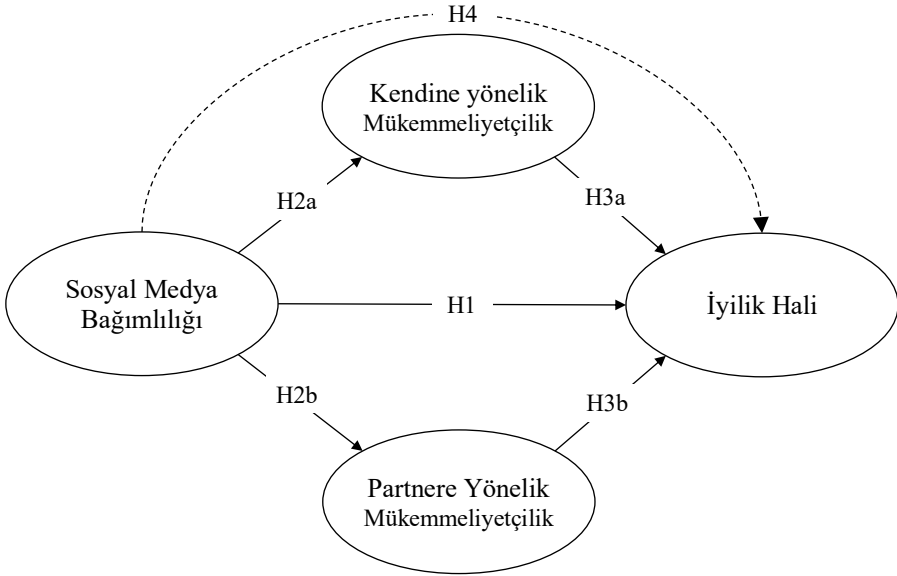 H4
Kendine yönelik
Mükemmeliyetçilik
H2a
H3a
Sosyal Medya
Bağımlılığı
H1
İyilik Hali
H2b
H3b
Partnere Yönelik
Mükemmeliyetçilik